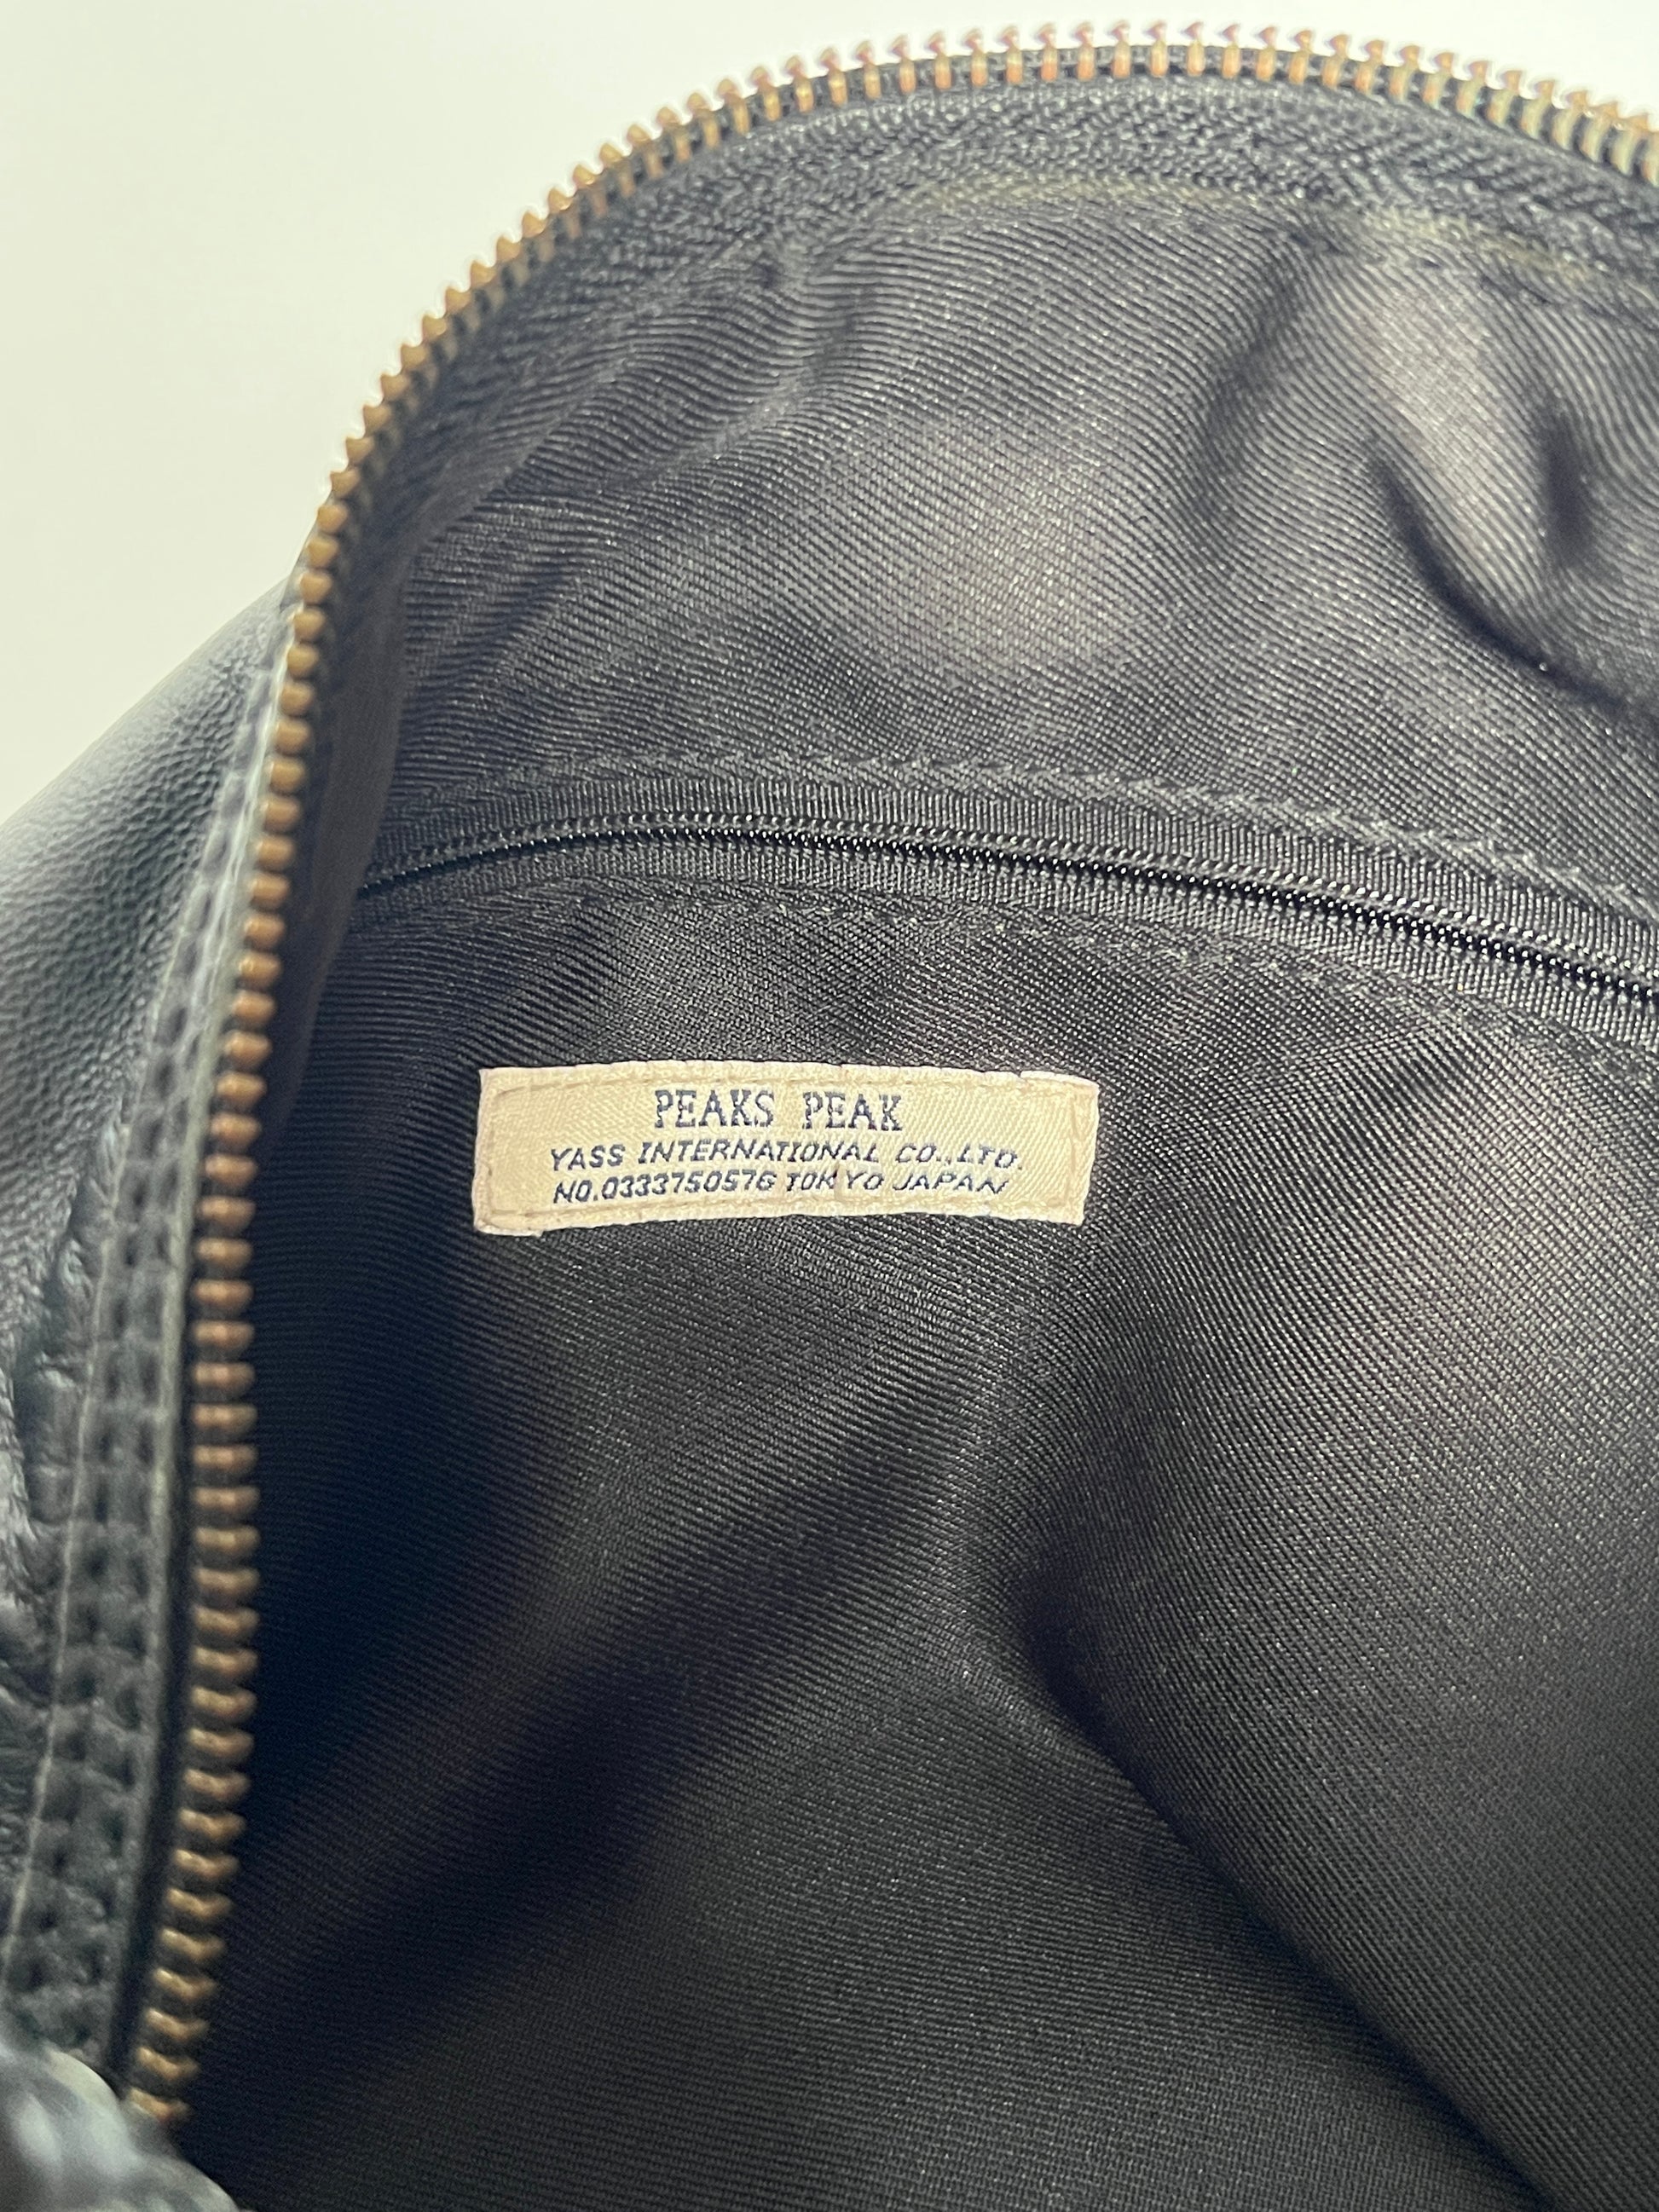 PEAKS PEAK
YASS INTERNATIONAL CO.,LTD.
NO.0333750576 TOKYO JAPAN